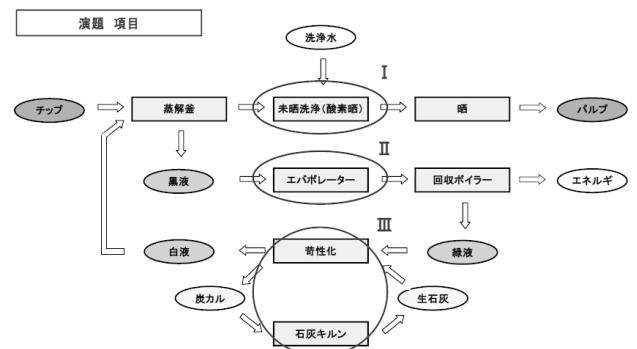 演題 項目
洗浄水
I
チップ
蒸解釜
未晒洗浄(酸素晒)
晒
パルプ
II
黒液
エバポレーター
回収ボイラー
エネルギ
III
白液
苛性化
緑液
炭カル
生石灰
石灰キルン